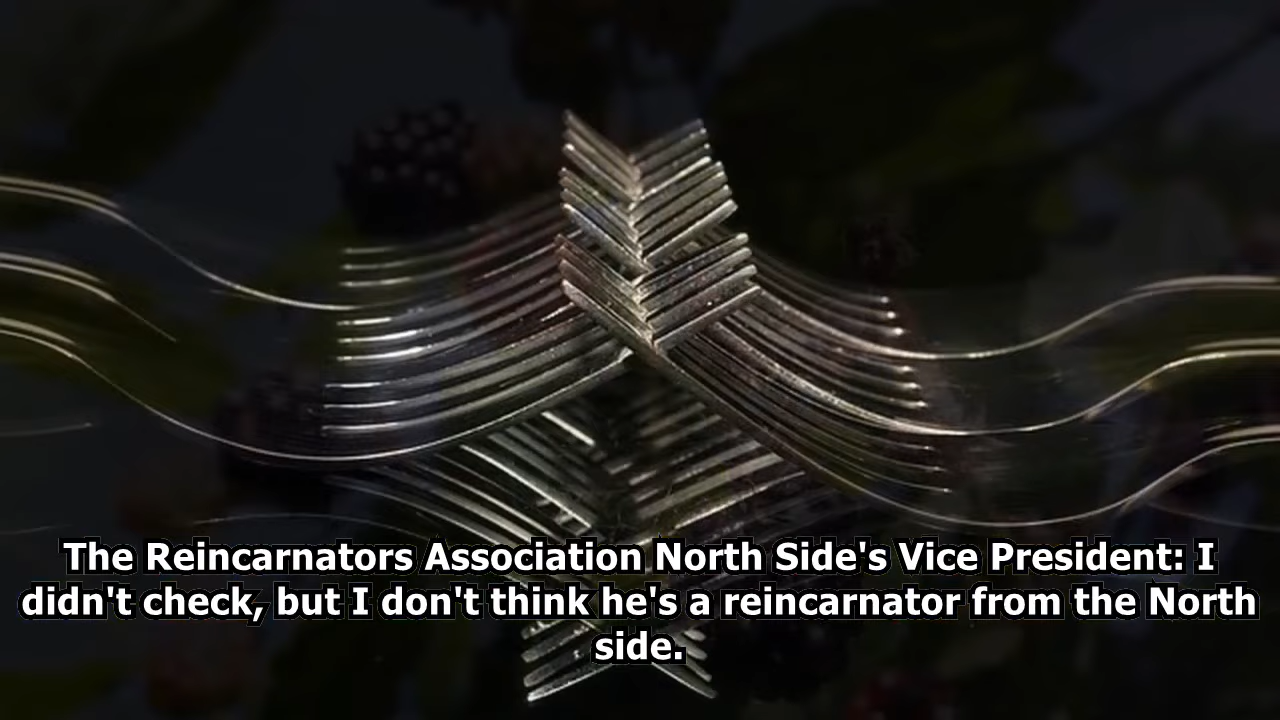 The Reincarnators Association North Side's Vice President: I
didn't check, but I don't think he's a reincarnator from the North
side.